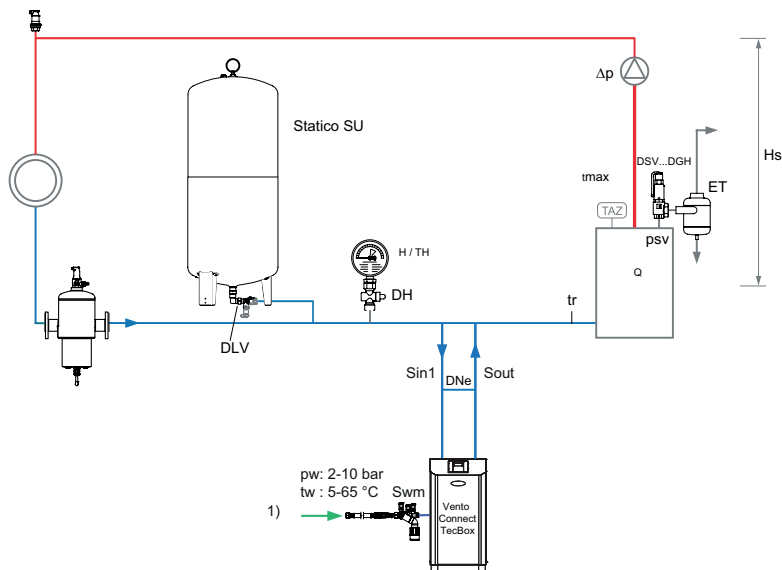 Δp
Statico SU
Hs
DSV...DGH
tmax
ET
TAZ
H / TH
psv
Q
DH
tr
DLV
Sin1
Sout
DNe
pw: 2-10 bar
tw : 5-65 °C
Swm
1)
Vento
Connect
TecBox